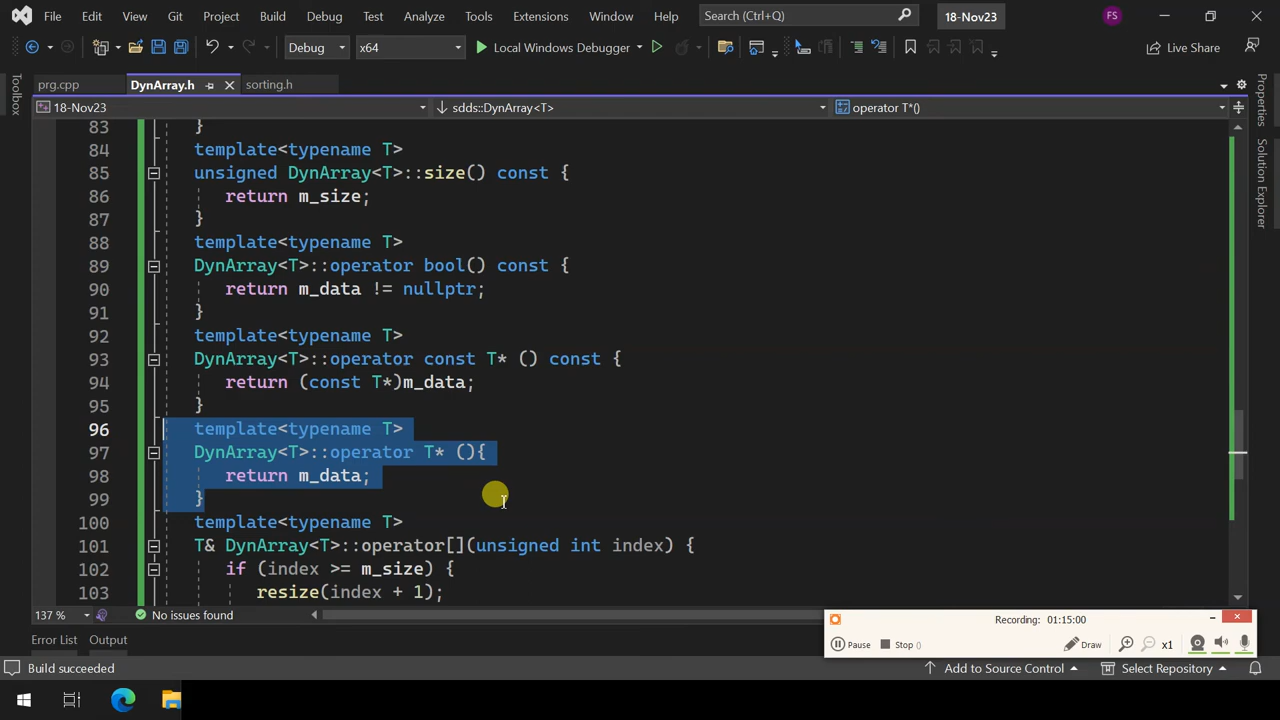 File Edit View Git Project Build Debug Test Analyze Tools Extensions Window Help Search (Ctrl+Q) 18-Nov23 FS
Debug x64 Local Windows Debugger Live Share
prg.cpp DynArray.h sorting.h
18-Nov23 sdds::DynArray<T> operator T*()
Toolbox
Properties
Solution Explorer
83 }
84 template<typename T>
85 unsigned DynArray<T>::size() const {
86 return m_size;
87 }
88 template<typename T>
89 DynArray<T>::operator bool() const {
90 return m_data != nullptr;
91 }
92 template<typename T>
93 DynArray<T>::operator const T* () const {
94 return (const T*)m_data;
95 }
96 template<typename T>
97 DynArray<T>::operator T* (){
98 return m_data;
99 }
100 template<typename T>
101 T& DynArray<T>::operator[](unsigned int index) {
102 if (index >= m_size) {
103 resize(index + 1);
137 % No issues found
Recording: 01:15:00
Pause Stop () Draw x1
Error List Output
Build succeeded Add to Source Control Select Repository